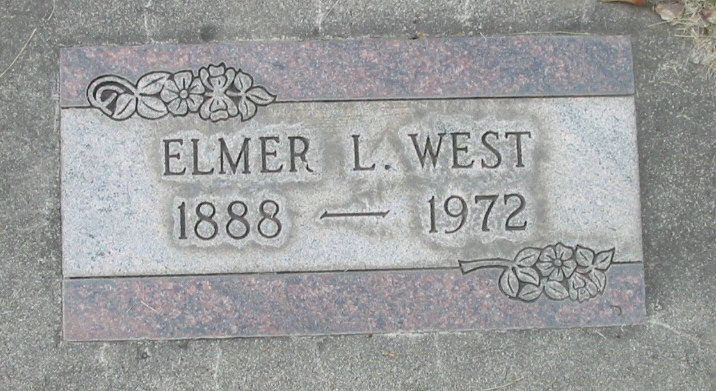 ELMER L. WEST
1888 — 1972